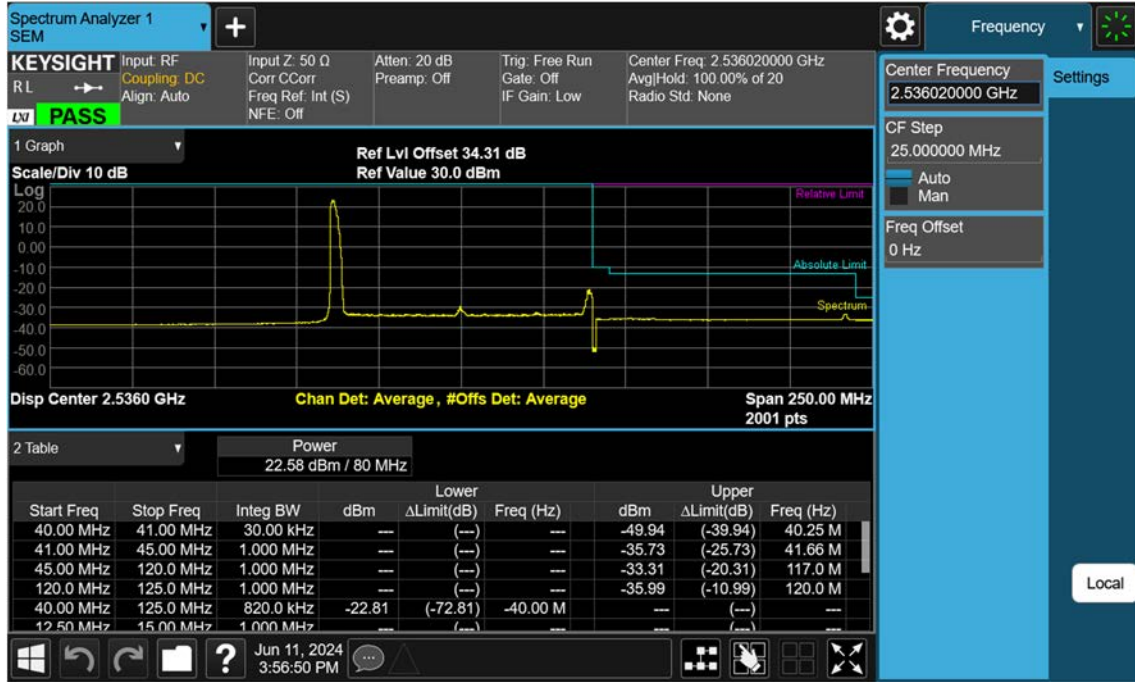 Spectrum Analyzer 1
SEM
+
Frequency
KEYSIGHT
R L
LXI
PASS
Input: RF
Coupling: DC
Align: Auto
Input Z: 50 Ω
Corr CCorr
Freq Ref: Int (S)
NFE: Off
Atten: 20 dB
Preamp: Off
Trig: Free Run
Gate: Off
IF Gain: Low
Center Freq: 2.536020000 GHz
Avg|Hold: 100.00% of 20
Radio Std: None
Center Frequency
2.536020000 GHz
Settings
CF Step
25.000000 MHz
Auto
Man
Freq Offset
0 Hz
Local
1 Graph
Scale/Div 10 dB
Ref Lvl Offset 34.31 dB
Ref Value 30.0 dBm
Log
20.0
10.0
0.00
-10.0
-20.0
-30.0
-40.0
-50.0
-60.0
Relative Limit
Absolute Limit
Spectrum
Disp Center 2.5360 GHz
Chan Det: Average, #Offs Det: Average
Span 250.00 MHz
2001 pts
2 Table
Power
22.58 dBm / 80 MHz
Lower Upper
Start Freq Stop Freq Integ BW dBm ΔLimit(dB) Freq (Hz) dBm ΔLimit(dB) Freq (Hz)
40.00 MHz 41.00 MHz 30.00 kHz --- (---) --- -49.94 (-39.94) 40.25 M
41.00 MHz 45.00 MHz 1.000 MHz --- (---) --- -35.73 (-25.73) 41.66 M
45.00 MHz 120.0 MHz 1.000 MHz --- (---) --- -33.31 (-20.31) 117.0 M
120.0 MHz 125.0 MHz 1.000 MHz --- (---) --- -35.99 (-10.99) 120.0 M
40.00 MHz 125.0 MHz 820.0 kHz -22.81 (-72.81) -40.00 M --- (---) ---
12.50 MHz 15.00 MHz 1.000 MHz --- (---) --- --- (---) ---
?
Jun 11, 2024
3:56:50 PM